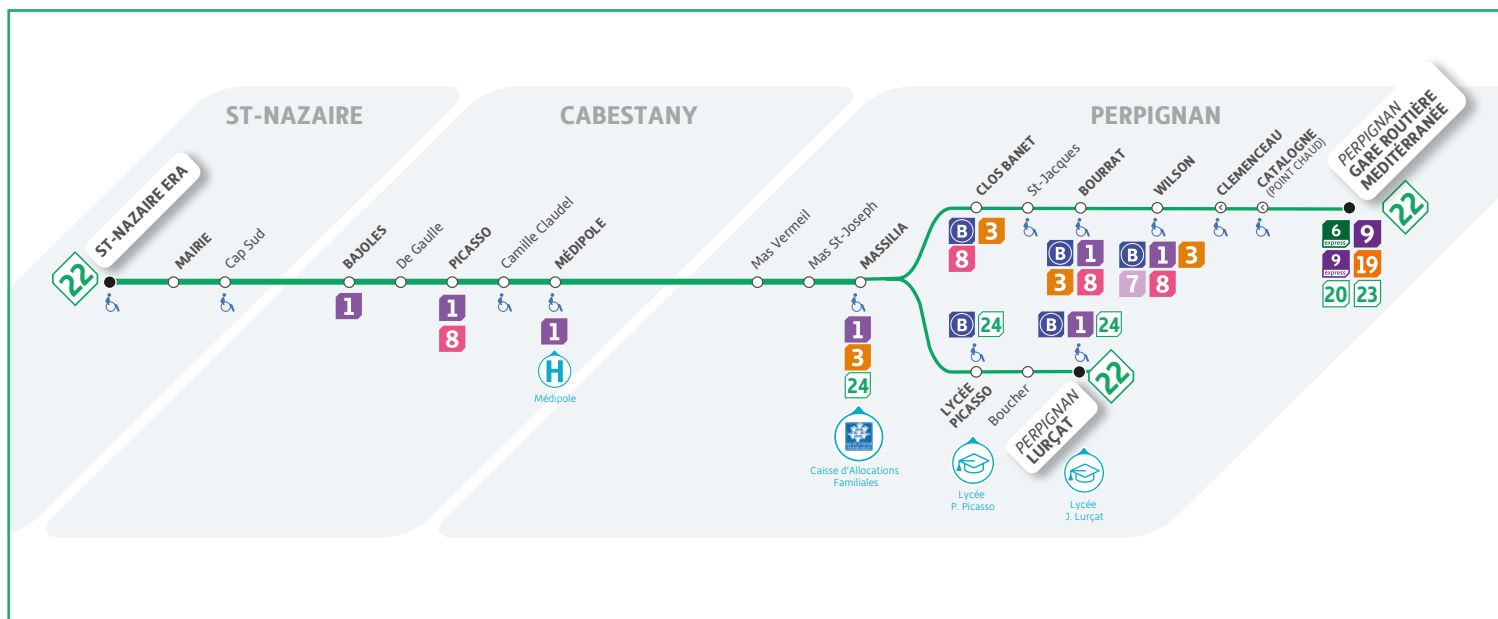 ST-NAZAIRE
CABESTANY
PERPIGNAN
22
ST-NAZAIRE ERA
MAIRIE
Cap Sud
BAJOLES
1
De Gaulle
PICASSO
1
8
Camille Claudel
MÉDIPOLE
1
H
Médipole
Mas Vermeil
Mas St-Joseph
MASSILIA
1
3
24
Caisse d'Allocations
Familiales
CLOS BANET
B 3
8
St-Jacques
BOURRAT
B 1
3 8
WILSON
B 1 3
7 8
CLEMENCEAU
CATALOGNE
(POINT CHAUD)
PERPIGNAN
GARE ROUTIÈRE
MEDITÉRRANÉE
22
6 express 9
9 express 19
20 23
B 24
LYCÉE
PICASSO
Lycée
P. Picasso
Boucher
B 1 24
PERPIGNAN
LURÇAT
22
Lycée
J. Lurçat